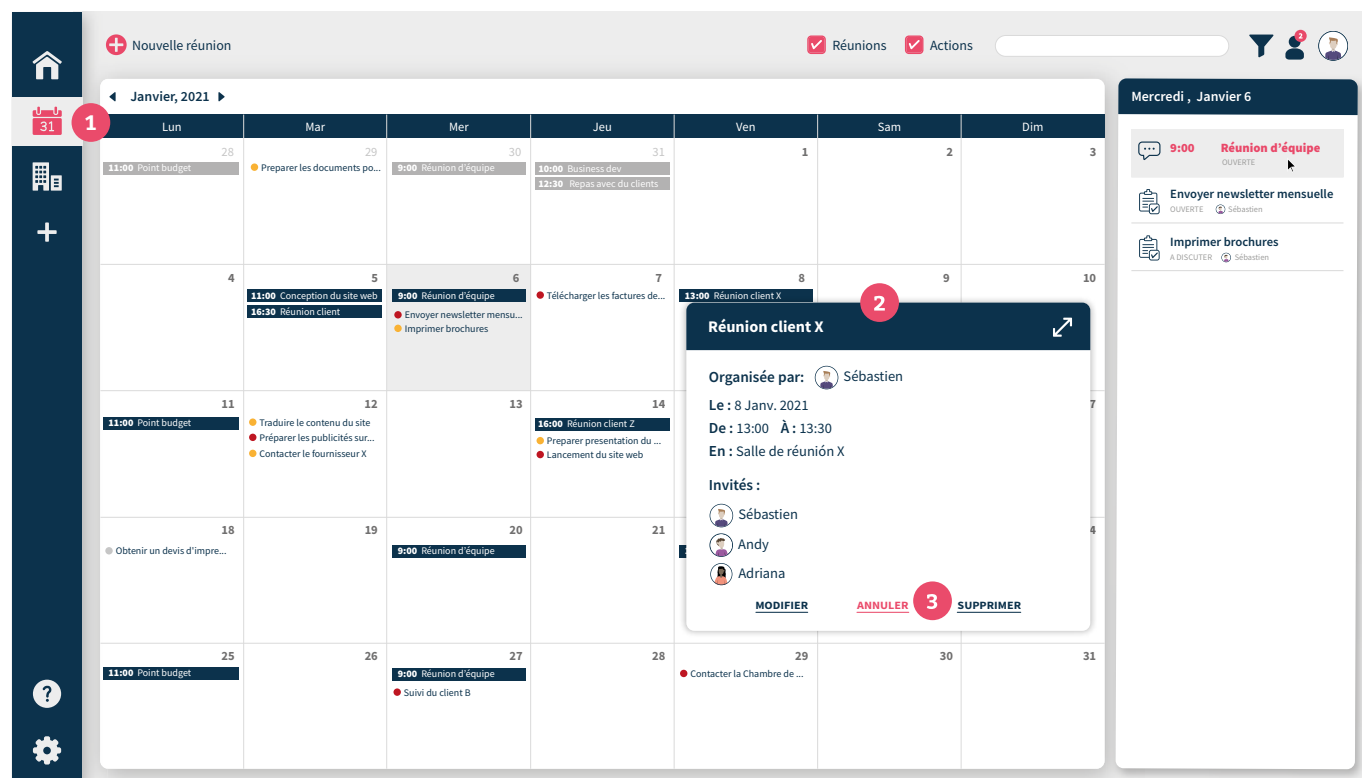 Nouvelle réunion
Réunions
Actions
2
31
1
Janvier, 2021
Lun Mar Mer Jeu Ven Sam Dim
28 29 30 31 1 2 3
11:00 Point budget
Preparer les documents po...
9:00 Réunion d'équipe
10:00 Business dev
12:30 Repas avec du clients
4 5 6 7 8 9 10
11:00 Conception du site web
16:30 Réunion client
9:00 Réunion d'équipe
Envoyer newsletter mensu...
Imprimer brochures
Télécharger les factures de...
13:00 Réunion client X
11 12 13 14 7
11:00 Point budget
Traduire le contenu du site
Préparer les publicités sur...
Contacter le fournisseur X
16:00 Réunion client Z
Preparer presentation du ...
Lancement du site web
18 19 20 21 4
Obtenir un devis d'impre...
9:00 Réunion d'équipe
25 26 27 28 29 30 31
11:00 Point budget
9:00 Réunion d'équipe
Suivi du client B
Contacter la Chambre de ...
2
Réunion client X
Organisée par: Sébastien
Le : 8 Janv. 2021
De : 13:00 À : 13:30
En : Salle de réunión X
Invités :
Sébastien
Andy
Adriana
MODIFIER ANNULER 3 SUPPRIMER
Mercredi , Janvier 6
9:00 Réunion d'équipe
OUVERTE
Envoyer newsletter mensuelle
OUVERTE Sébastien
Imprimer brochures
A DISCUTER Sébastien
?